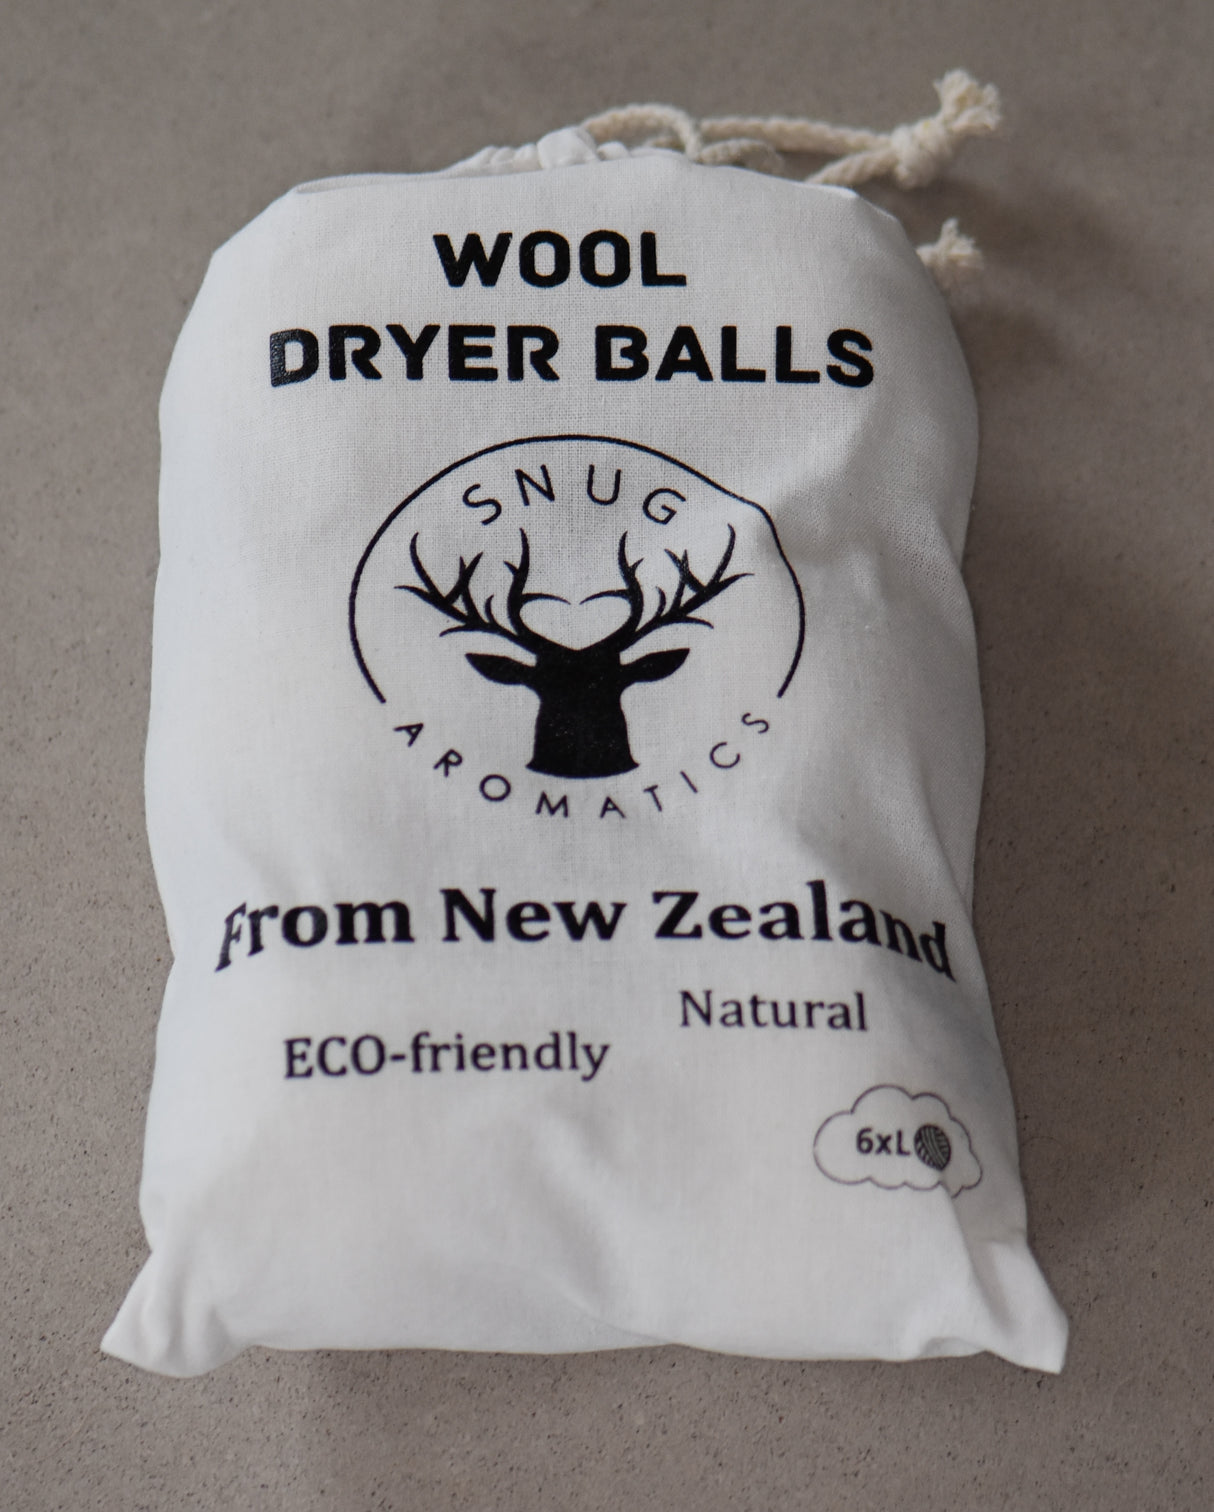 WOOL
DRYER BALLS
SNUG
AROMATICS
From New Zealand
Natural
ECO-friendly
6xL